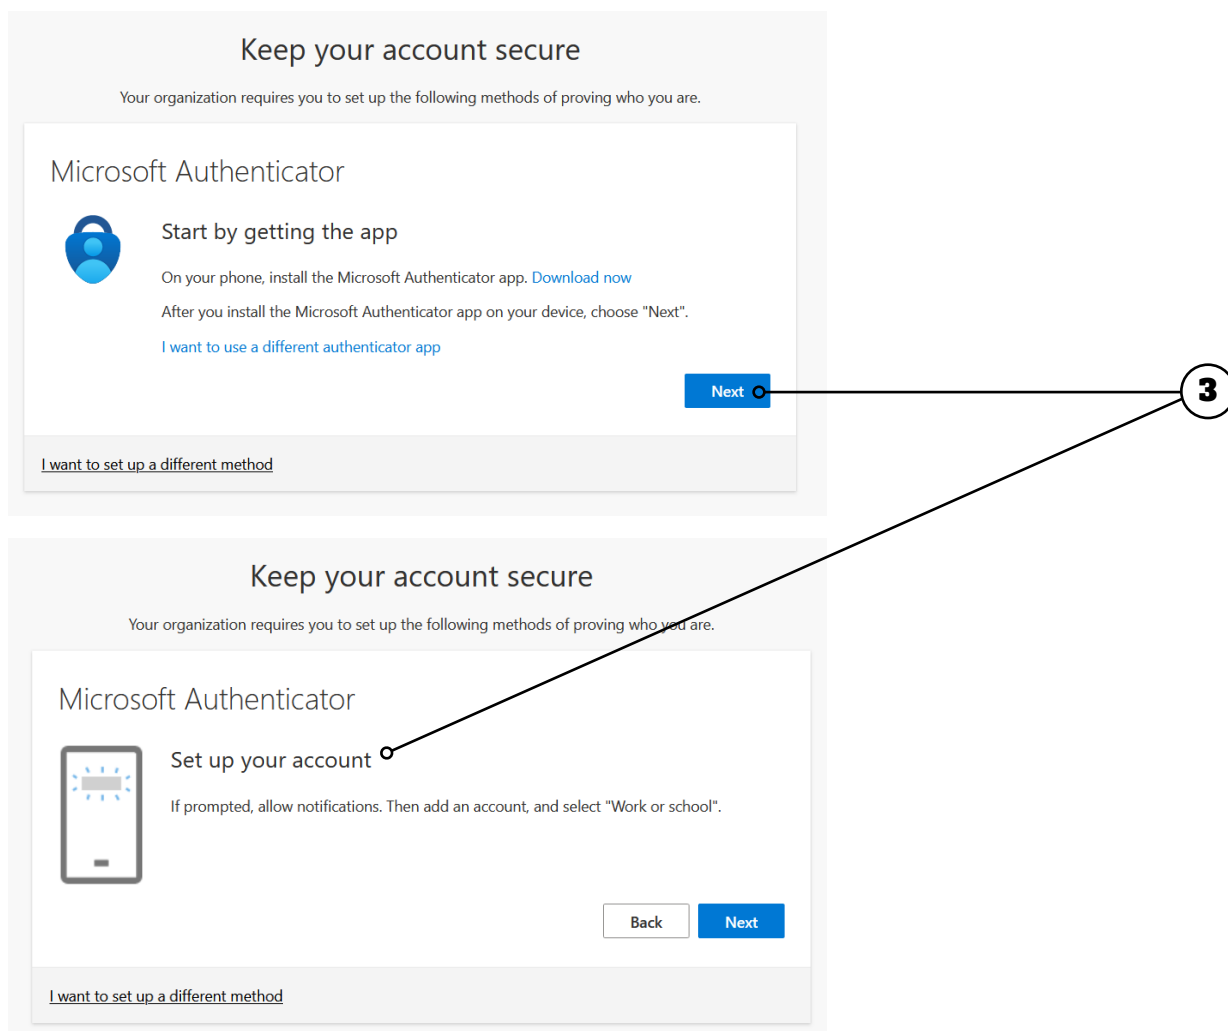 Keep your account secure
Your organization requires you to set up the following methods of proving who you are.
Microsoft Authenticator
Start by getting the app
On your phone, install the Microsoft Authenticator app. Download now
After you install the Microsoft Authenticator app on your device, choose "Next".
I want to use a different authenticator app
Next
3
I want to set up a different method
Keep your account secure
Your organization requires you to set up the following methods of proving who you are.
Microsoft Authenticator
Set up your account
If prompted, allow notifications. Then add an account, and select "Work or school".
Back Next
I want to set up a different method